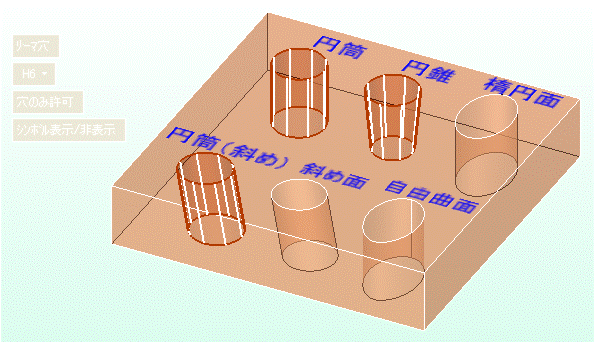 リーマ穴
H6
穴のみ許可
シンボル表示/非表示
円筒
円錐
楕円面
円筒(斜め)
斜め面
自由曲面